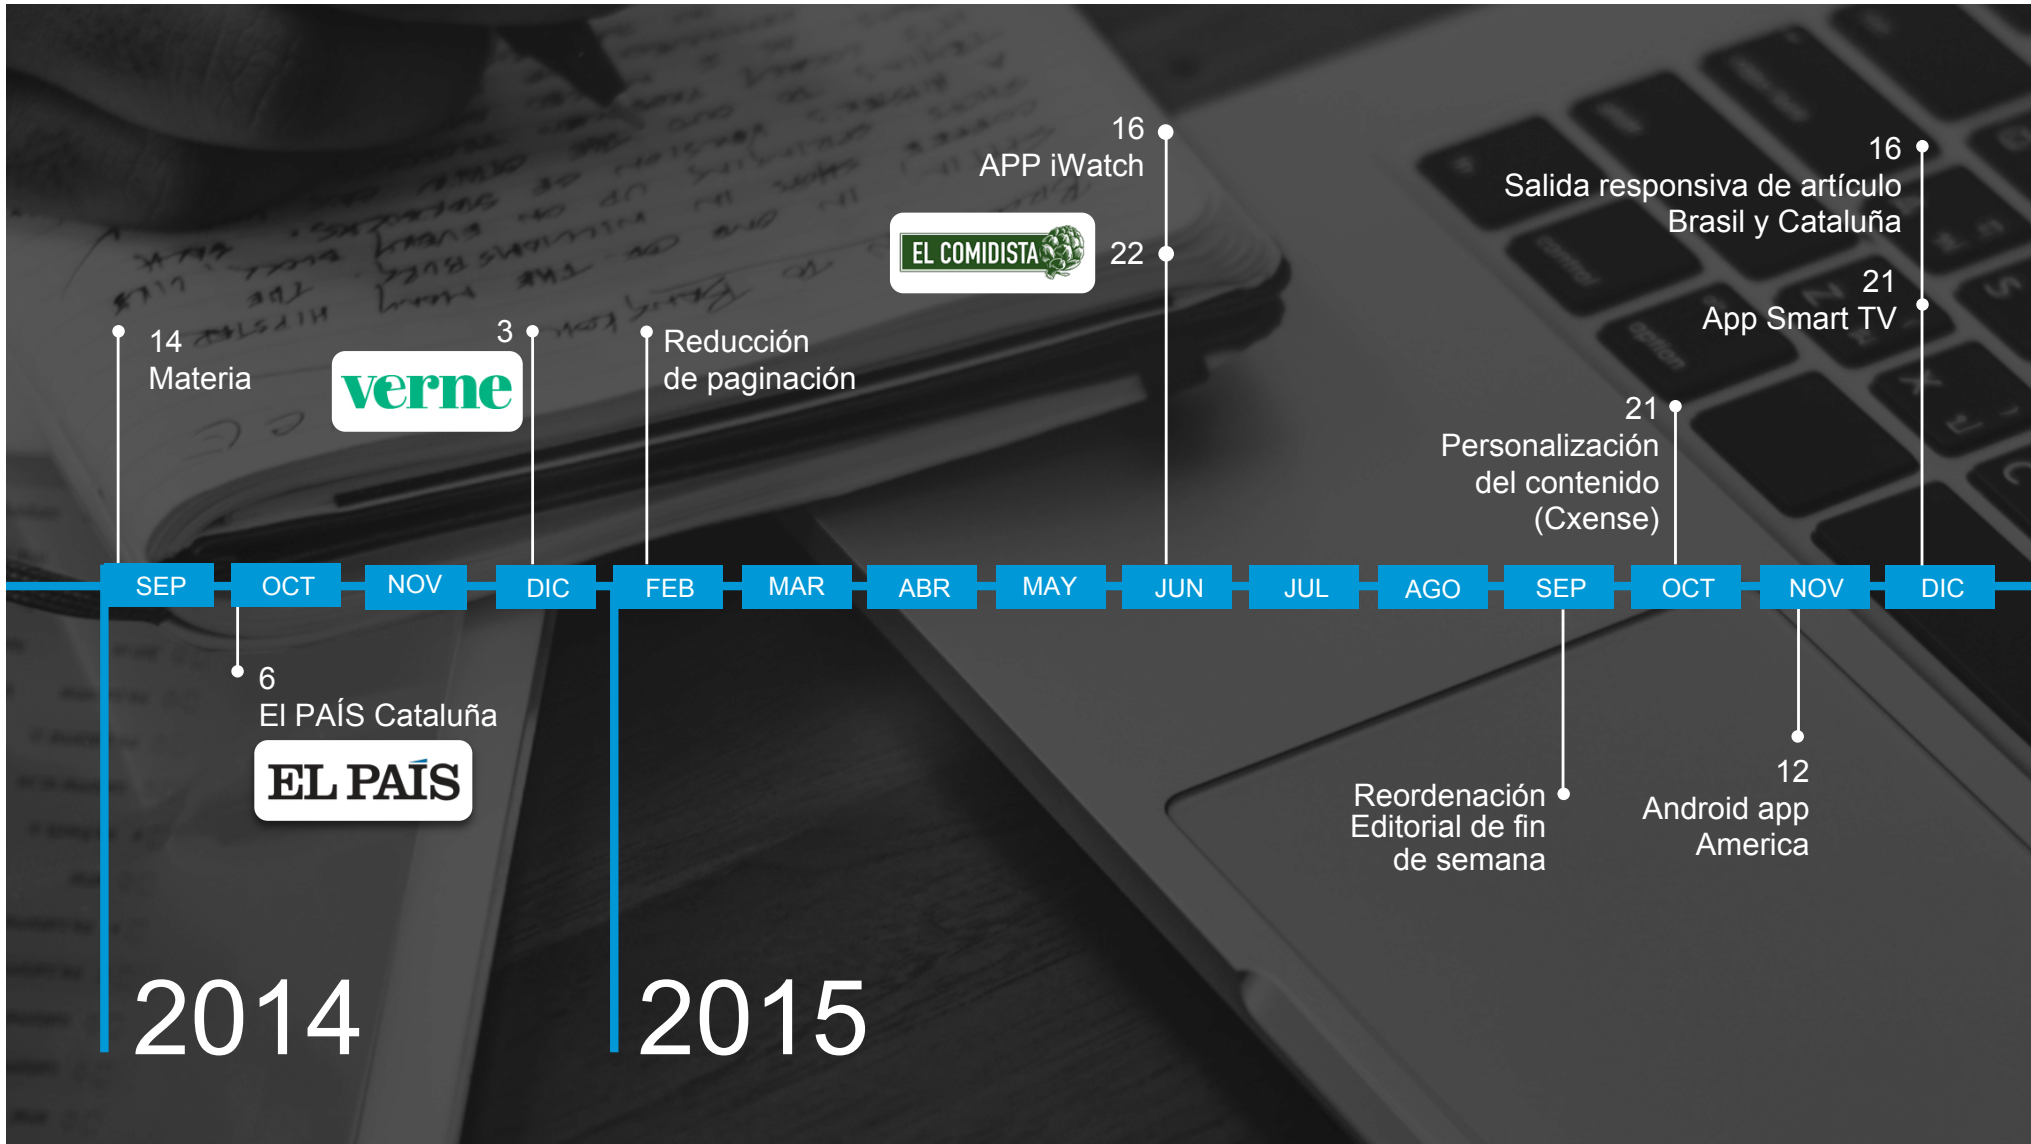 16
APP iWatch
EL COMIDISTA
22
16
Salida responsiva de artículo
Brasil y Cataluña
21
App Smart TV
14
Materia
3
verne
Reducción
de paginación
21
Personalización
del contenido
(Cxense)
SEP
OCT
NOV
DIC
FEB
MAR
ABR
MAY
JUN
JUL
AGO
SEP
OCT
NOV
DIC
6
El PAÍS Cataluña
EL PAÍS
Reordenación
Editorial de fin
de semana
12
Android app
America
2014
2015
control
option